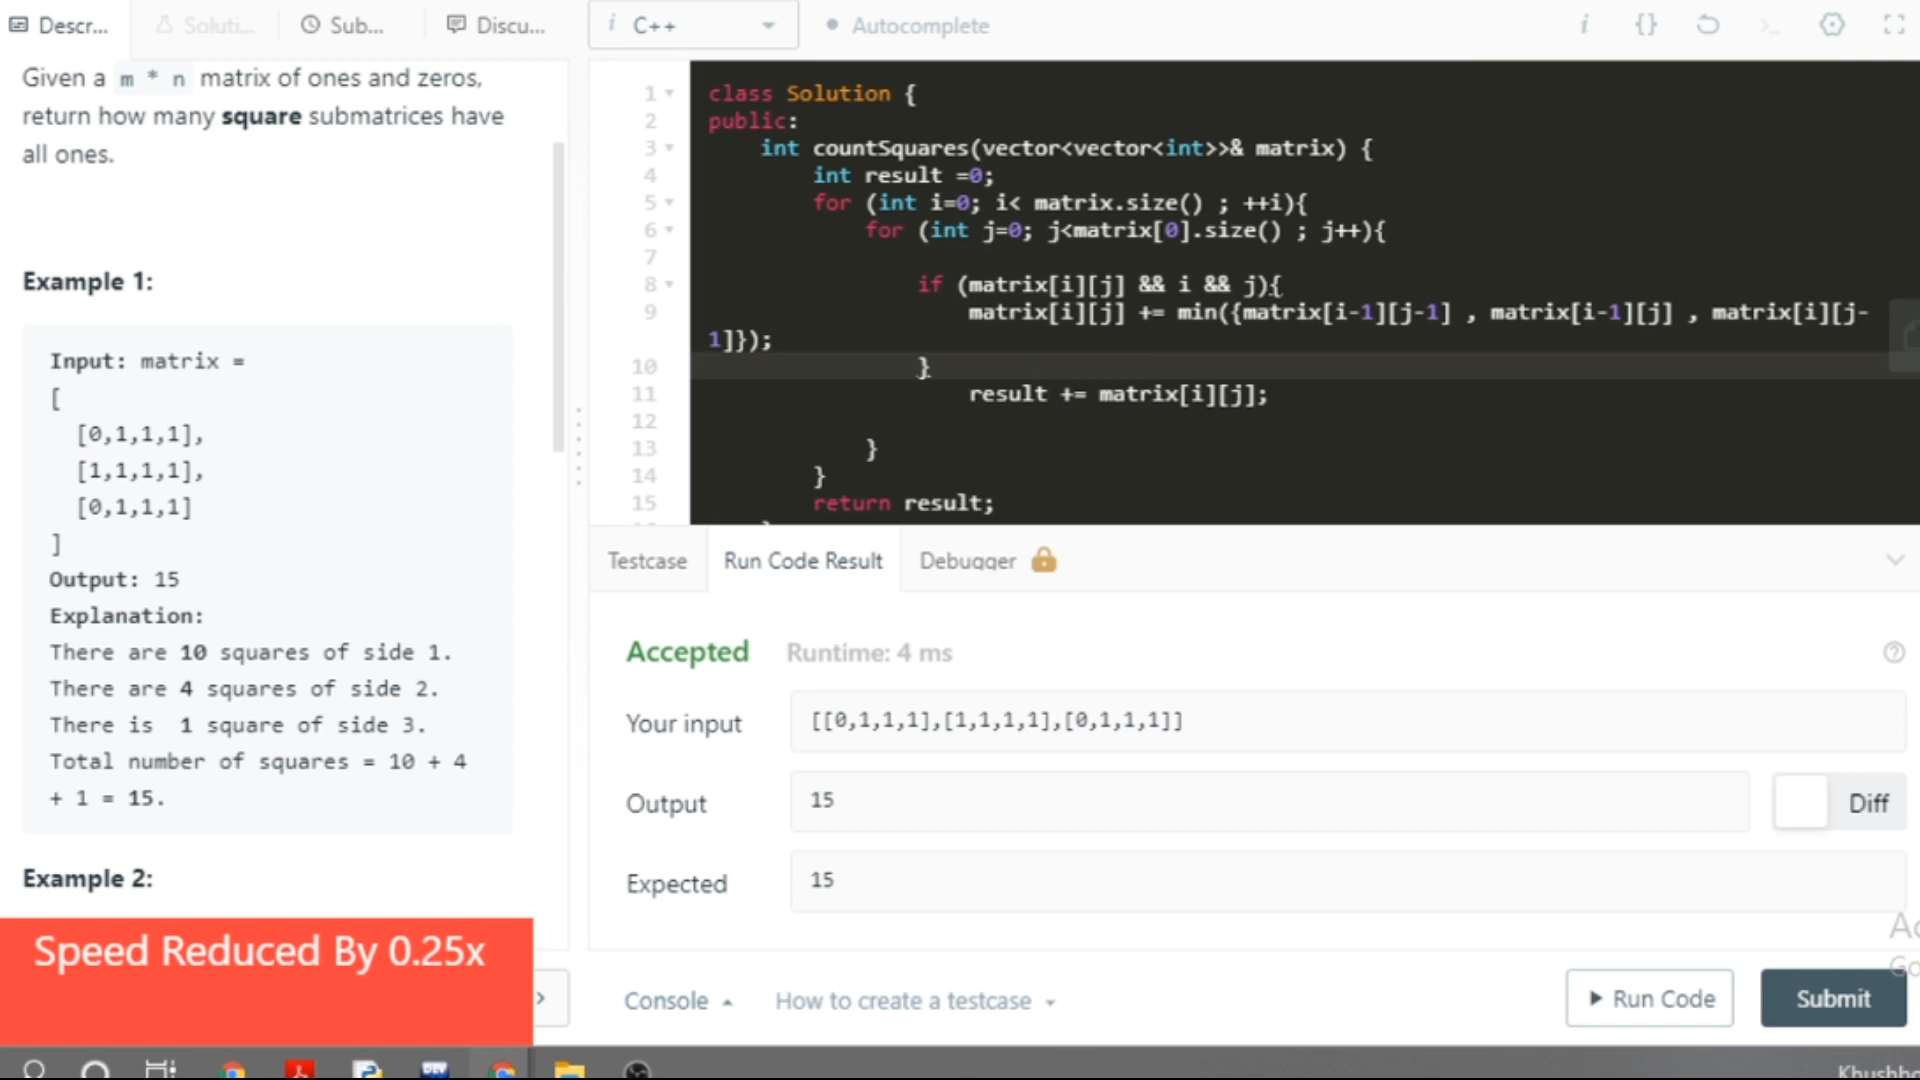 Descr...
Soluti...
Sub...
Discu...
i C++
Autocomplete
i {}
Given a m * n matrix of ones and zeros,
return how many square submatrices have
all ones.
Example 1:
Input: matrix =
[
[0,1,1,1],
[1,1,1,1],
[0,1,1,1]
]
Output: 15
Explanation:
There are 10 squares of side 1.
There are 4 squares of side 2.
There is 1 square of side 3.
Total number of squares = 10 + 4
+ 1 = 15.
Example 2:
Speed Reduced By 0.25x
1 class Solution {
2 public:
3 int countSquares(vector<vector<int>>& matrix) {
4 int result =0;
5 for (int i=0; i< matrix.size() ; ++i){
6 for (int j=0; j<matrix[0].size() ; j++){
7
8 if (matrix[i][j] && i && j){
9 matrix[i][j] += min({matrix[i-1][j-1] , matrix[i-1][j] , matrix[i][j-
1]});
10 }
11 result += matrix[i][j];
12
13 }
14 }
15 return result;
Testcase
Run Code Result
Debugger
Accepted
Runtime: 4 ms
Your input
[[0,1,1,1],[1,1,1,1],[0,1,1,1]]
Output
15
Diff
Expected
15
Console
How to create a testcase
Run Code
Submit